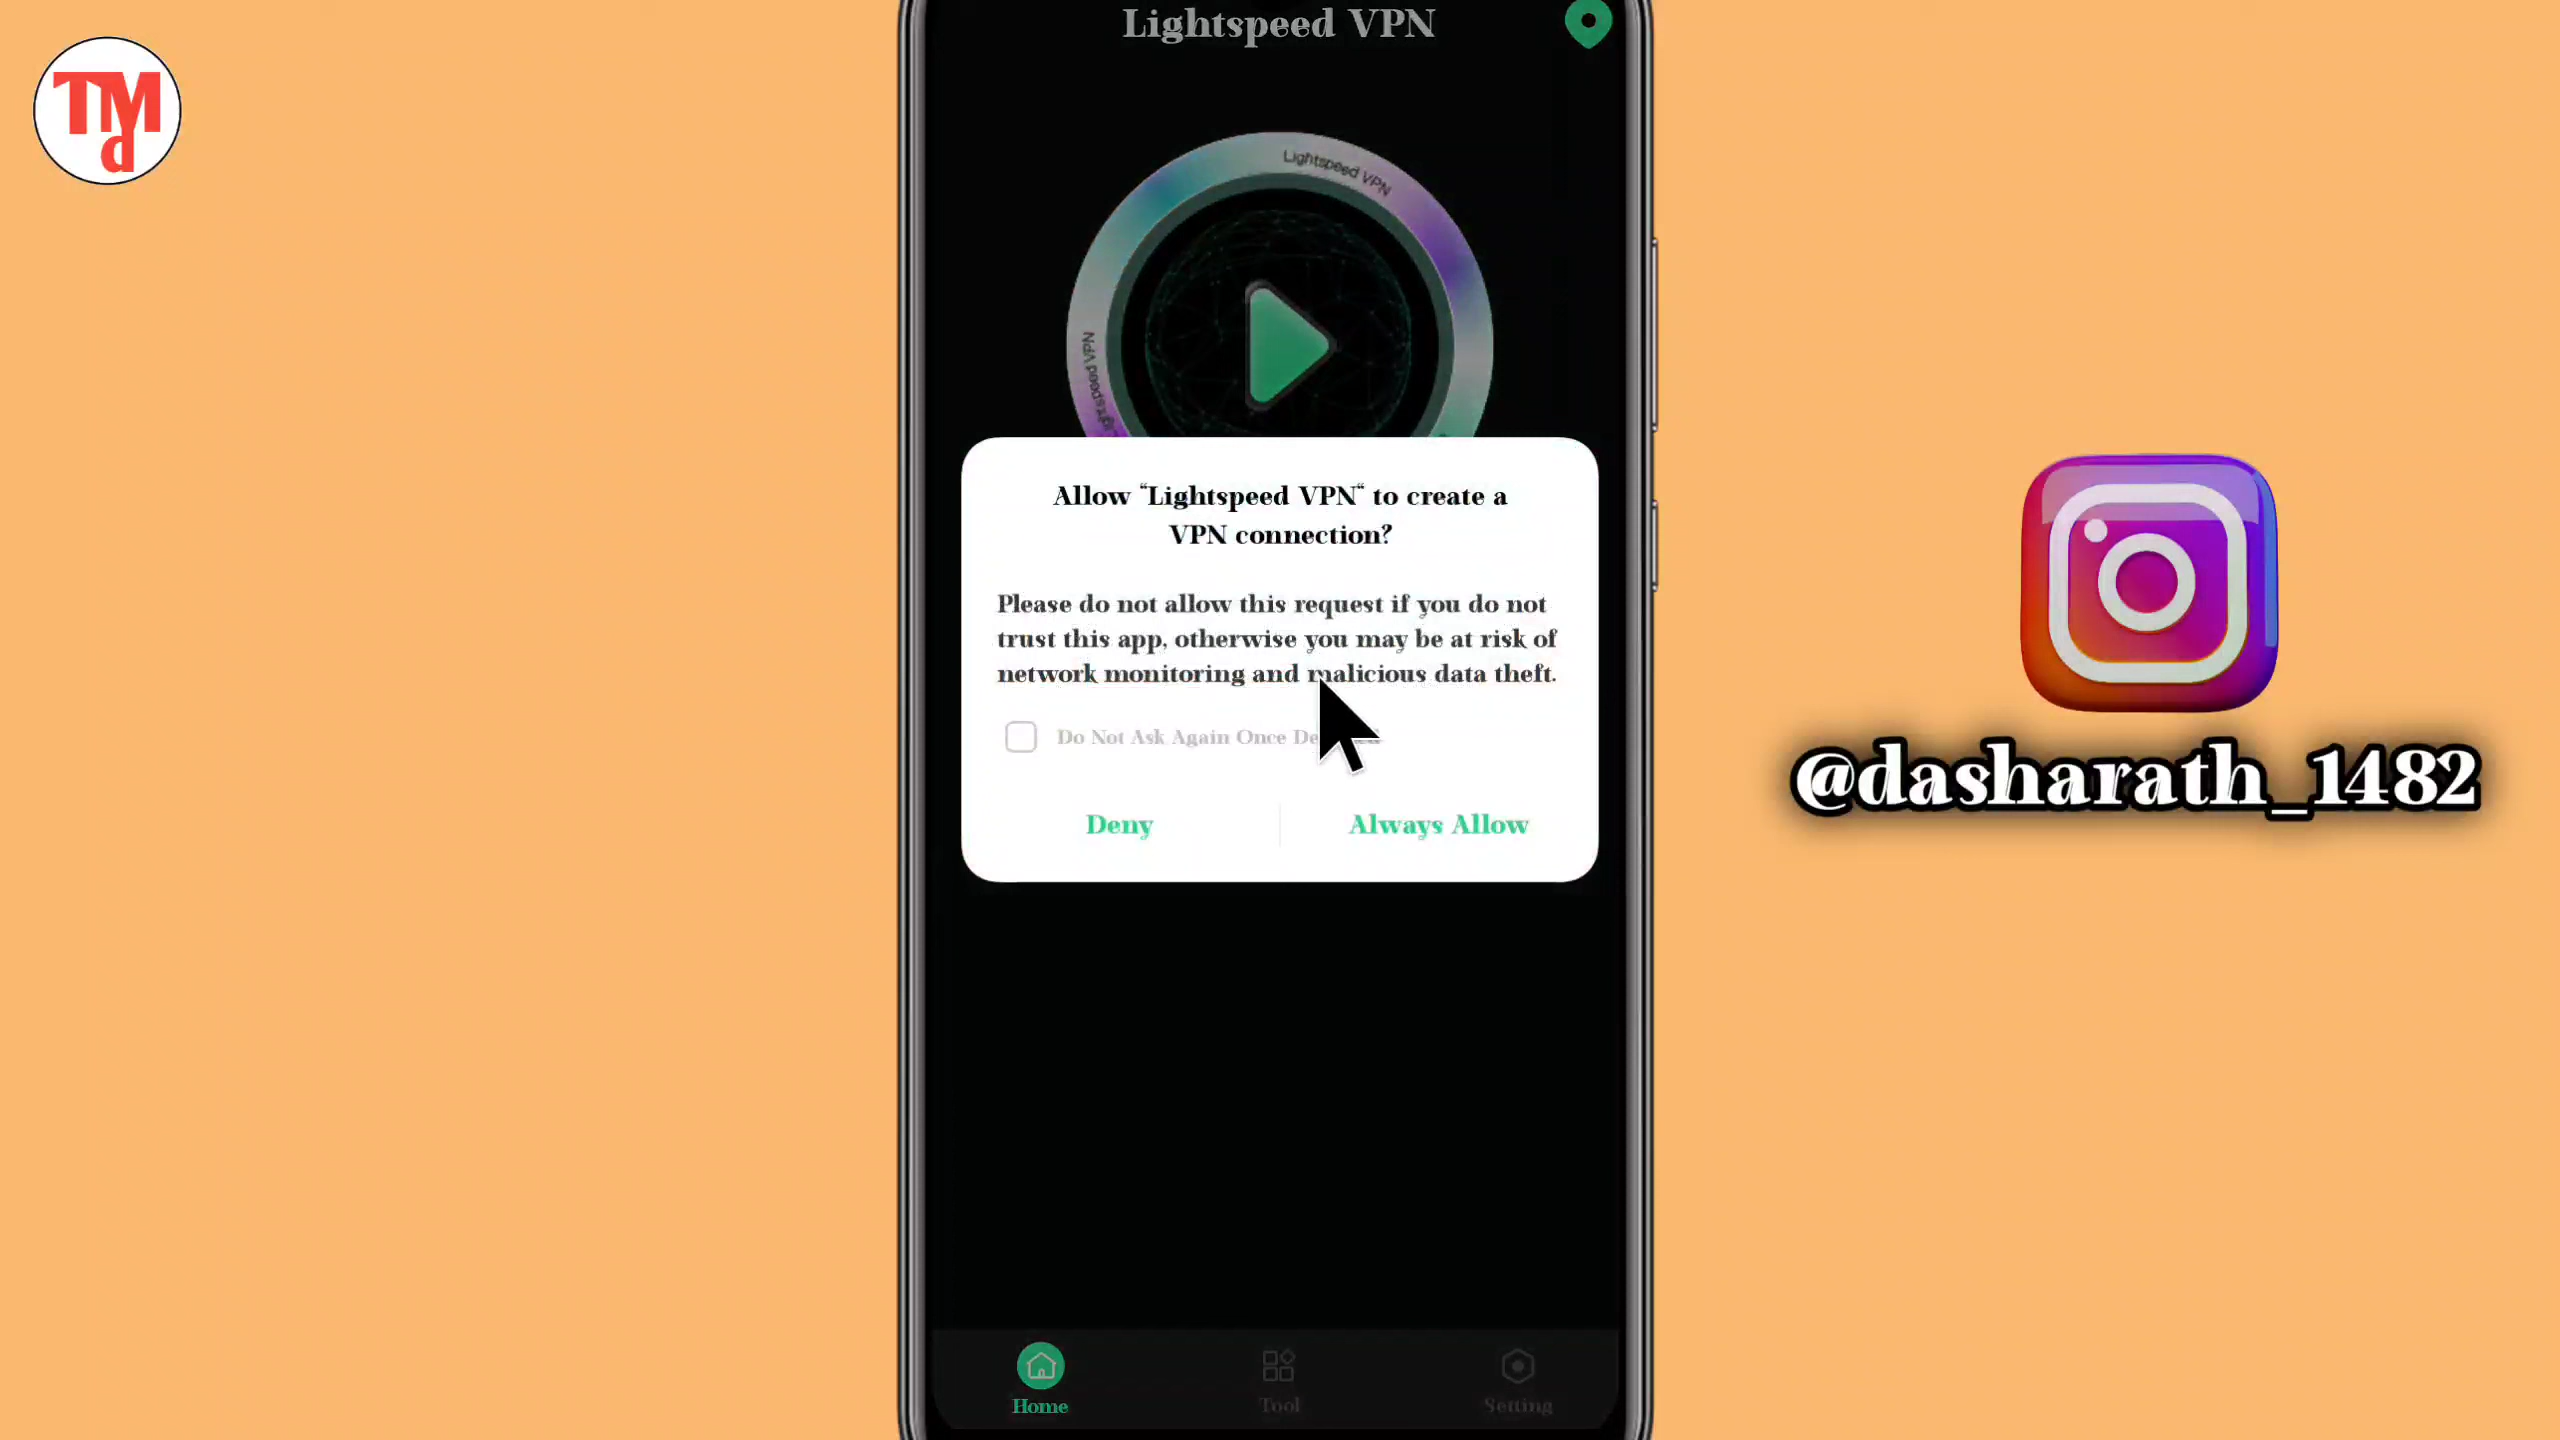 Lightspeed VPN
TMd
Lightspeed VPN
Lightspeed VPN
Allow “Lightspeed VPN“ to create a
VPN connection?
Please do not allow this request if you do not
trust this app, otherwise you may be at risk of
network monitoring and malicious data theft.
Do Not Ask Again Once
Deny
Always Allow
@dasharath_1482
Home
Tool
Setting